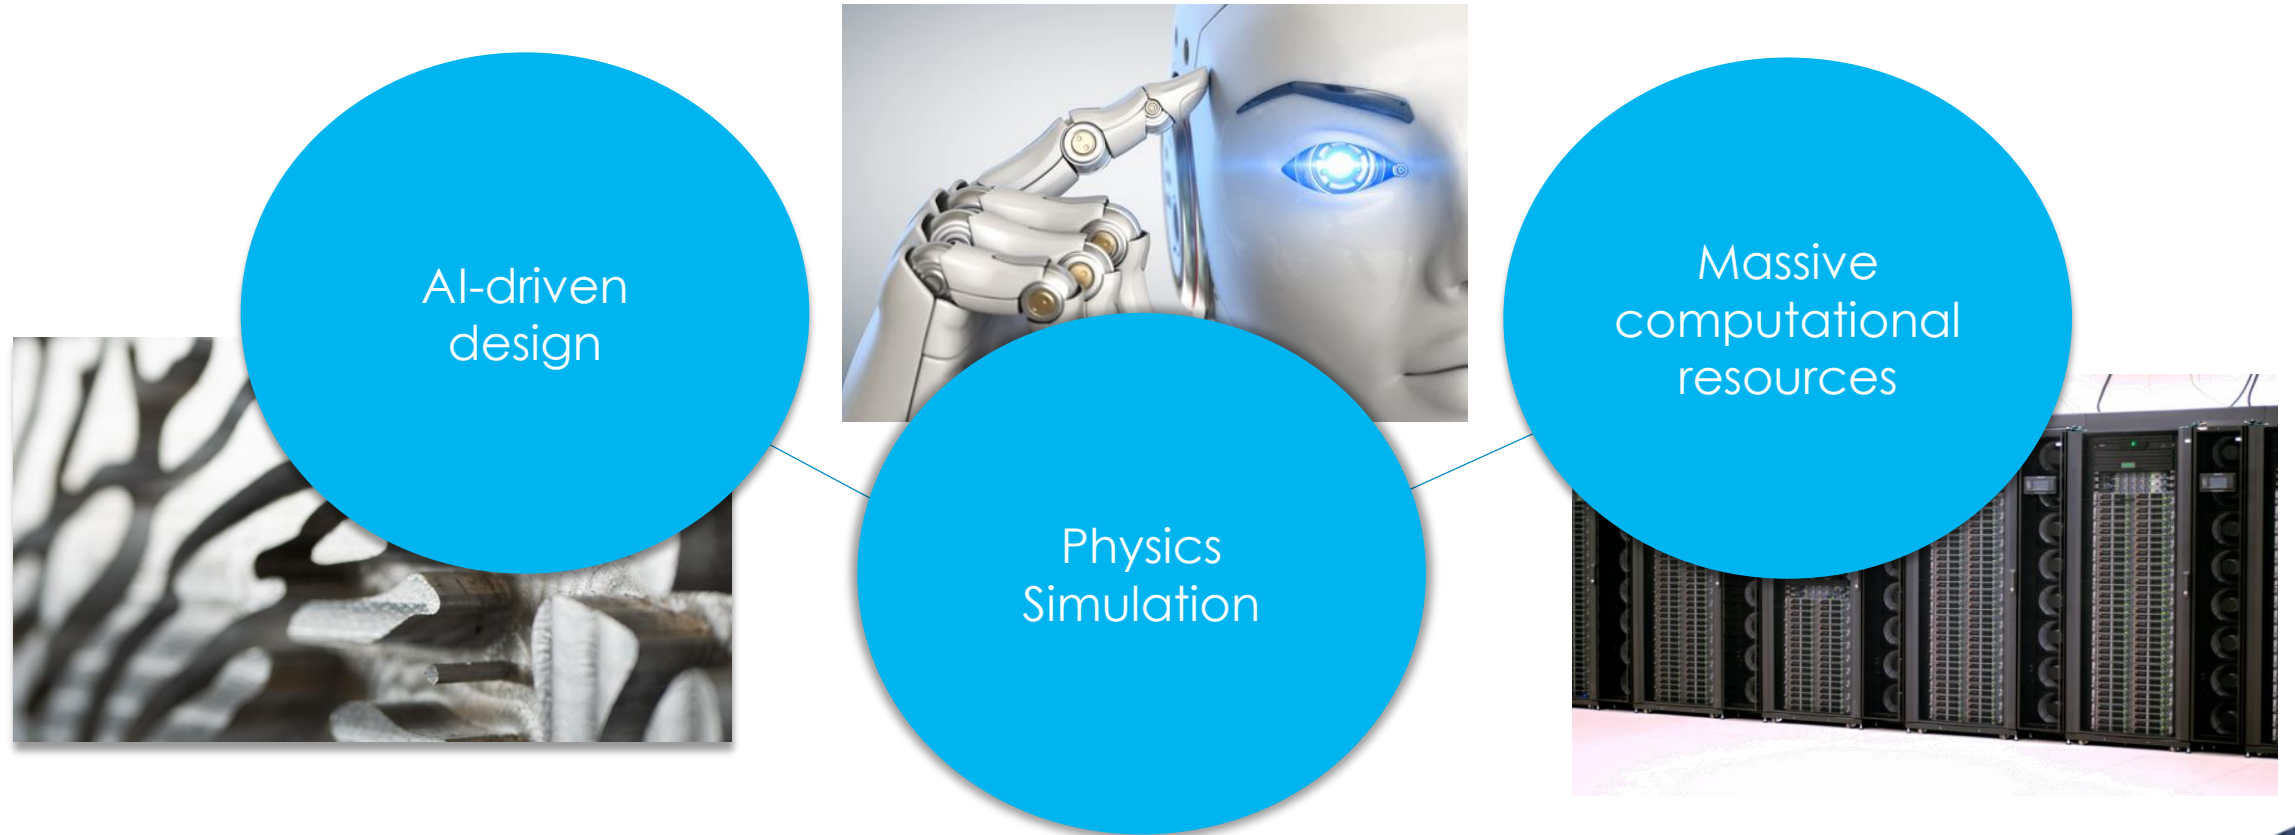 AI-driven
design
Physics
Simulation
Massive
computational
resources